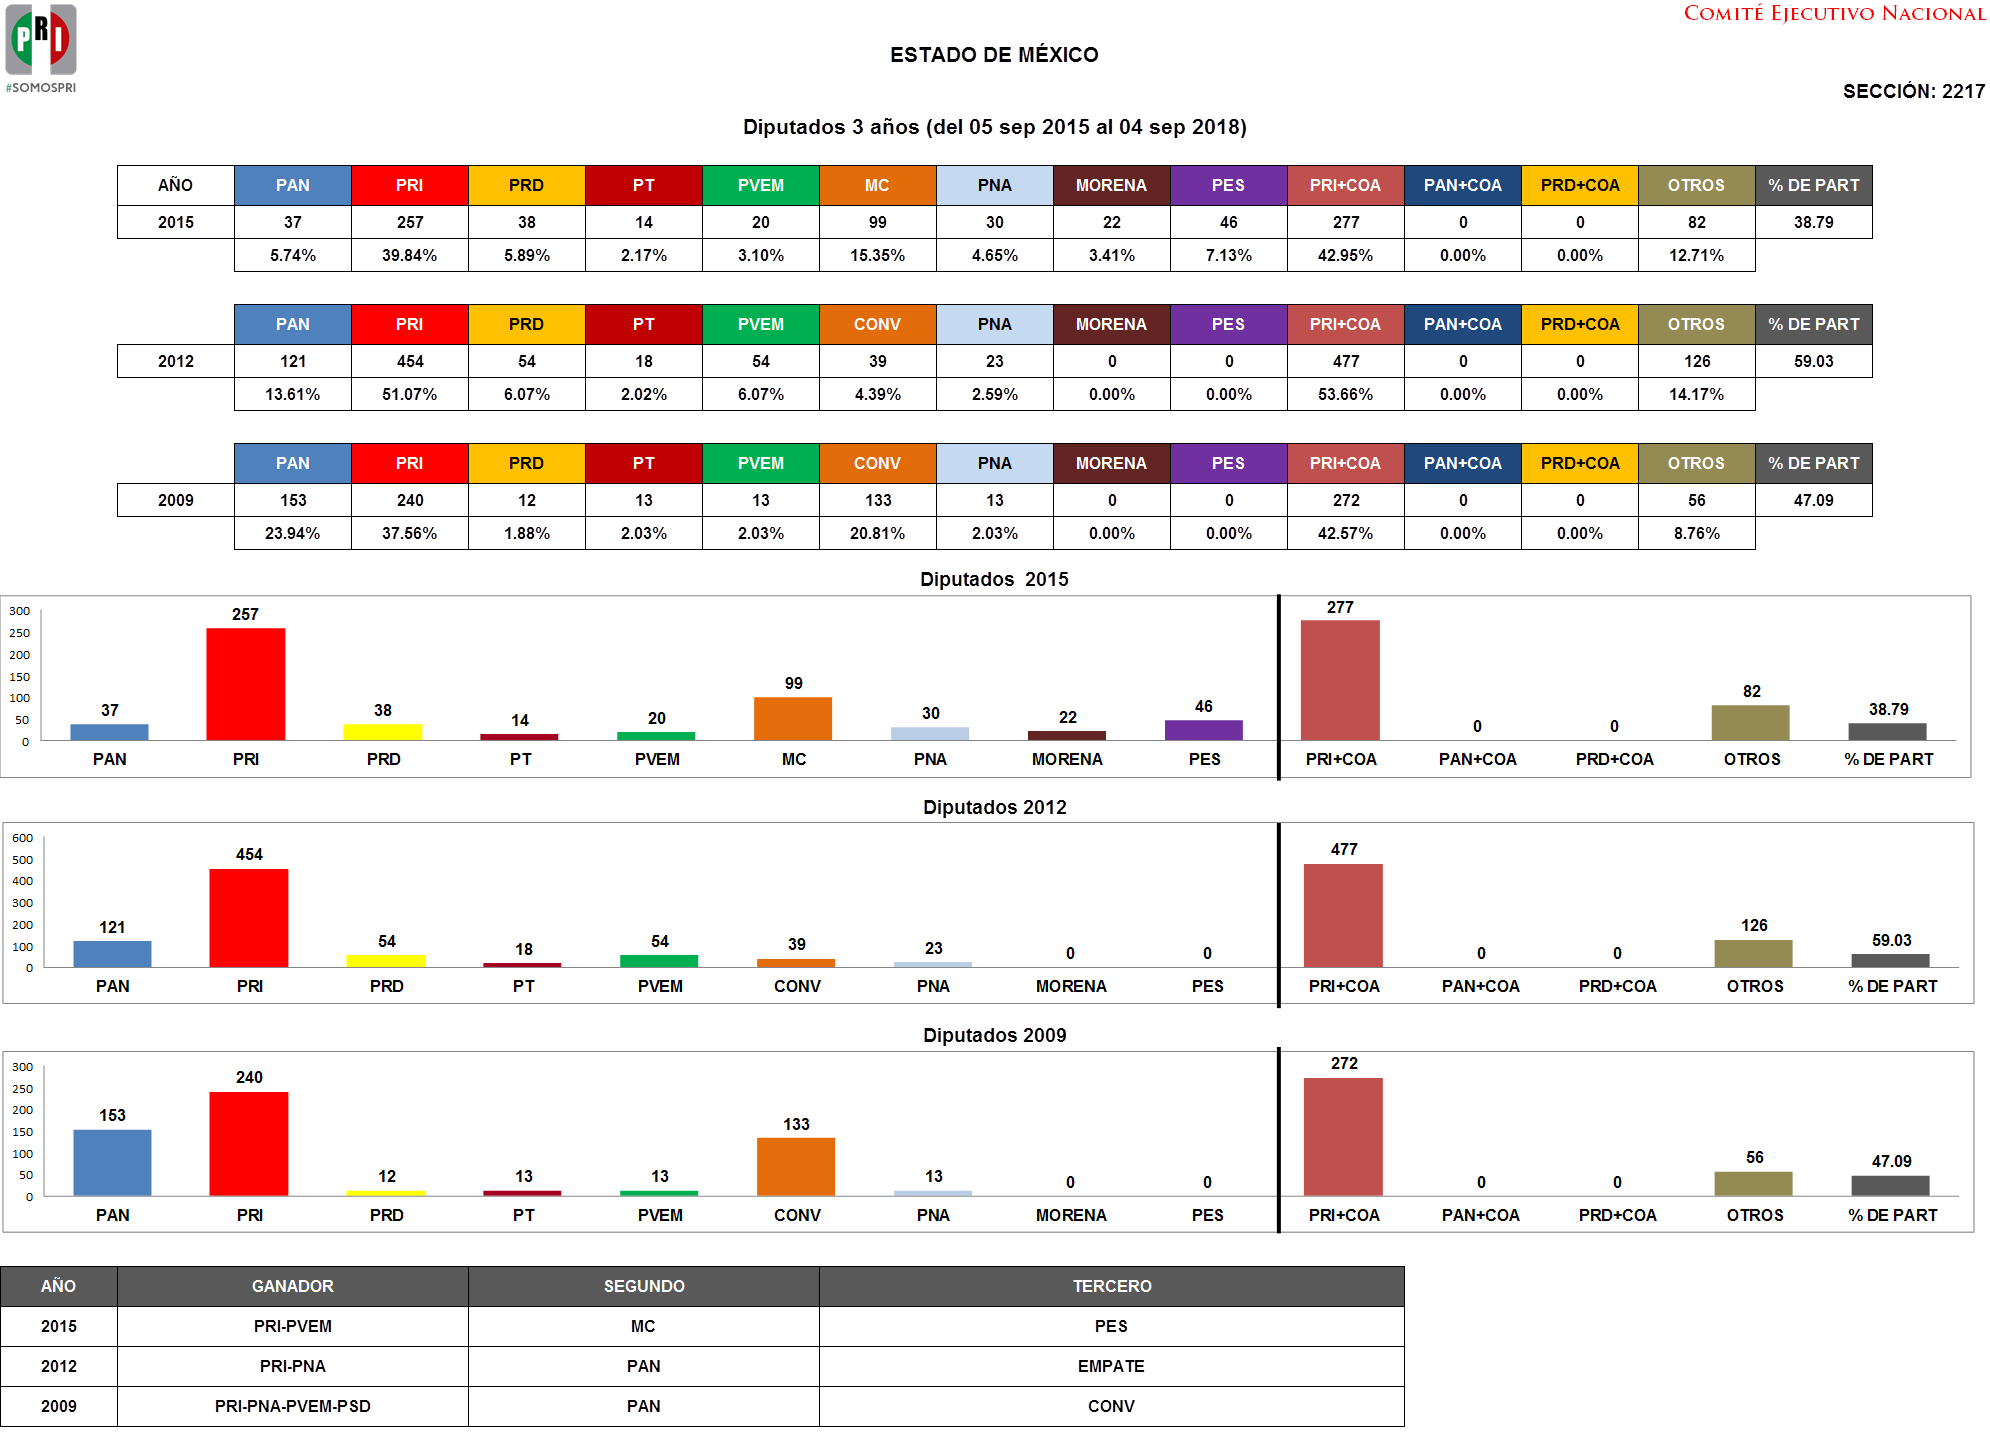 PRI
#SOMOSPRI
COMITÉ EJECUTIVO NACIONAL
ESTADO DE MÉXICO
SECCIÓN: 2217
Diputados 3 años (del 05 sep 2015 al 04 sep 2018)
AÑO PAN PRI PRD PT PVEM MC PNA MORENA PES PRI+COA PAN+COA PRD+COA OTROS % DE PART
2015 37 257 38 14 20 99 30 22 46 277 0 0 82 38.79
5.74% 39.84% 5.89% 2.17% 3.10% 15.35% 4.65% 3.41% 7.13% 42.95% 0.00% 0.00% 12.71%
PAN PRI PRD PT PVEM CONV PNA MORENA PES PRI+COA PAN+COA PRD+COA OTROS % DE PART
2012 121 454 54 18 54 39 23 0 0 477 0 0 126 59.03
13.61% 51.07% 6.07% 2.02% 6.07% 4.39% 2.59% 0.00% 0.00% 53.66% 0.00% 0.00% 14.17%
PAN PRI PRD PT PVEM CONV PNA MORENA PES PRI+COA PAN+COA PRD+COA OTROS % DE PART
2009 153 240 12 13 13 133 13 0 0 272 0 0 56 47.09
23.94% 37.56% 1.88% 2.03% 2.03% 20.81% 2.03% 0.00% 0.00% 42.57% 0.00% 0.00% 8.76%
Diputados 2015
300
250
200
150
100
50
0
37 257 38 14 20 99 30 22 46 277 0 0 82 38.79
PAN PRI PRD PT PVEM MC PNA MORENA PES PRI+COA PAN+COA PRD+COA OTROS % DE PART
Diputados 2012
600
500
400
300
200
100
0
121 454 54 18 54 39 23 0 0 477 0 0 126 59.03
PAN PRI PRD PT PVEM CONV PNA MORENA PES PRI+COA PAN+COA PRD+COA OTROS % DE PART
Diputados 2009
300
250
200
150
100
50
0
153 240 12 13 13 133 13 0 0 272 0 0 56 47.09
PAN PRI PRD PT PVEM CONV PNA MORENA PES PRI+COA PAN+COA PRD+COA OTROS % DE PART
AÑO GANADOR SEGUNDO TERCERO
2015 PRI-PVEM MC PES
2012 PRI-PNA PAN EMPATE
2009 PRI-PNA-PVEM-PSD PAN CONV